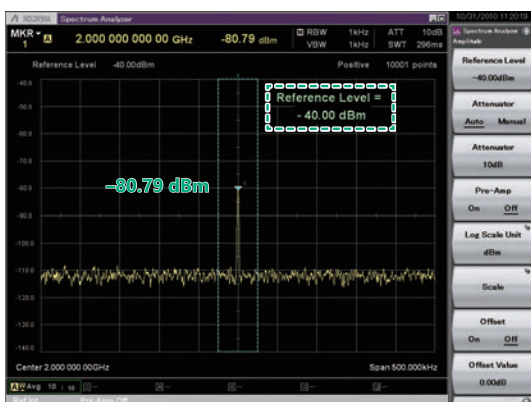 MS2690A Spectrum Analyzer
10/01/2010 11:20:19
MKR
1
A 2.000 000 000 00 GHz -80.79 dBm
RBW 1kHz ATT 10dB
VBW 1kHz SWT 296ms
Reference Level -40.00dBm Positive 10001 points
-40.0
-50.0
-60.0
-70.0
-80.0
-90.0
-100.0
-110.0
-120.0
-130.0
-140.0
Reference Level =
- 40.00 dBm
–80.79 dBm
1
Center 2.000 000 00GHz Span 500.000kHz
A W Avg 10 / 10
Ref.Int Pre-Amp Off
Spectrum Analyzer
Amplitude
Reference Level
-40.00dBm
Attenuator
Auto Manual
Attenuator
10dB
Pre-Amp
On Off
Log Scale Unit
dBm
Scale
Offset
On Off
Offset Value
0.00dB